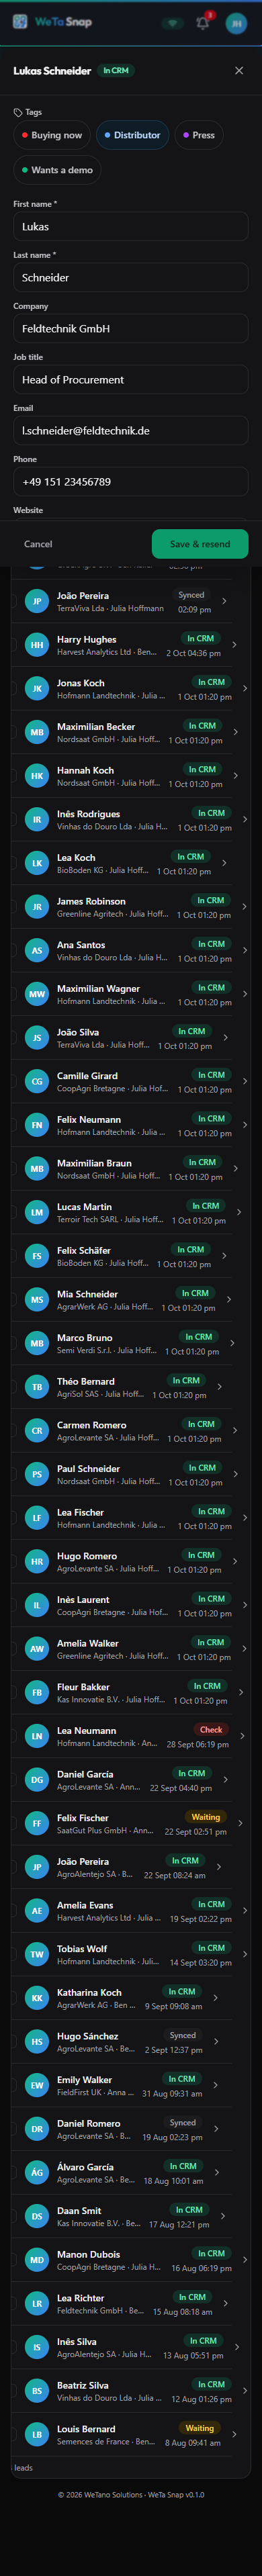 WeTa Snap
3
JH
Lukas Schneider
In CRM
Tags
Buying now
Distributor
Press
Wants a demo
First name *
Lukas
Last name *
Schneider
Company
Feldtechnik GmbH
Job title
Head of Procurement
Email
l.schneider@feldtechnik.de
Phone
+49 151 23456789
Website
Cancel
Save & resend
JP
João Pereira
Synced
TerraViva Lda · Julia Hoffmann
02:09 pm
HH
Harry Hughes
In CRM
Harvest Analytics Ltd · Ben...
2 Oct 04:36 pm
JK
Jonas Koch
In CRM
Hofmann Landtechnik · Julia ...
1 Oct 01:20 pm
MB
Maximilian Becker
In CRM
Nordsaat GmbH · Julia Hoff...
1 Oct 01:20 pm
HK
Hannah Koch
In CRM
Nordsaat GmbH · Julia Hoff...
1 Oct 01:20 pm
IR
Inês Rodrigues
In CRM
Vinhas do Douro Lda · Julia H...
1 Oct 01:20 pm
LK
Lea Koch
In CRM
BioBoden KG · Julia Hoff...
1 Oct 01:20 pm
JR
James Robinson
In CRM
Greenline Agritech · Julia Hoff...
1 Oct 01:20 pm
AS
Ana Santos
In CRM
Vinhas do Douro Lda · Julia H...
1 Oct 01:20 pm
MW
Maximilian Wagner
In CRM
Hofmann Landtechnik · Julia ...
1 Oct 01:20 pm
JS
João Silva
In CRM
TerraViva Lda · Julia Hoff...
1 Oct 01:20 pm
CG
Camille Girard
In CRM
CoopAgri Bretagne · Julia Hof...
1 Oct 01:20 pm
FN
Felix Neumann
In CRM
Hofmann Landtechnik · Julia ...
1 Oct 01:20 pm
MB
Maximilian Braun
In CRM
Nordsaat GmbH · Julia Hoff...
1 Oct 01:20 pm
LM
Lucas Martin
In CRM
Terroir Tech SARL · Julia Hoff...
1 Oct 01:20 pm
FS
Felix Schäfer
In CRM
BioBoden KG · Julia Hoff...
1 Oct 01:20 pm
MS
Mia Schneider
In CRM
AgrarWerk AG · Julia Hoff...
1 Oct 01:20 pm
MB
Marco Bruno
In CRM
Semi Verdi S.r.l. · Julia Hoff...
1 Oct 01:20 pm
TB
Théo Bernard
In CRM
AgriSol SAS · Julia Hoff...
1 Oct 01:20 pm
CR
Carmen Romero
In CRM
AgroLevante SA · Julia Hoff...
1 Oct 01:20 pm
PS
Paul Schneider
In CRM
Nordsaat GmbH · Julia Hoff...
1 Oct 01:20 pm
LF
Lea Fischer
In CRM
Hofmann Landtechnik · Julia ...
1 Oct 01:20 pm
HR
Hugo Romero
In CRM
AgroLevante SA · Julia Hoff...
1 Oct 01:20 pm
IL
Inès Laurent
In CRM
CoopAgri Bretagne · Julia Hof...
1 Oct 01:20 pm
AW
Amelia Walker
In CRM
Greenline Agritech · Julia Hoff...
1 Oct 01:20 pm
FB
Fleur Bakker
In CRM
Kas Innovatie B.V. · Julia Hoff...
1 Oct 01:20 pm
LN
Lea Neumann
Check
Hofmann Landtechnik · An...
28 Sept 06:19 pm
DG
Daniel García
In CRM
AgroLevante SA · Ann...
22 Sept 04:40 pm
FF
Felix Fischer
Waiting
SaatGut Plus GmbH · Ann...
22 Sept 02:51 pm
JP
João Pereira
In CRM
AgroAlentejo SA · B...
22 Sept 08:24 am
AE
Amelia Evans
In CRM
Harvest Analytics Ltd · Julia ...
19 Sept 02:22 pm
TW
Tobias Wolf
In CRM
Hofmann Landtechnik · Juli...
14 Sept 03:20 pm
KK
Katharina Koch
In CRM
AgrarWerk AG · Ben ...
9 Sept 09:08 am
HS
Hugo Sánchez
Synced
AgroLevante SA · Be...
2 Sept 12:37 pm
EW
Emily Walker
In CRM
FieldFirst UK · Anna ...
31 Aug 09:31 am
DR
Daniel Romero
Synced
AgroLevante SA · B...
19 Aug 02:23 pm
ÁG
Álvaro García
In CRM
AgroLevante SA · Be...
18 Aug 10:01 am
DS
Daan Smit
In CRM
Kas Innovatie B.V. · Be...
17 Aug 12:21 pm
MD
Manon Dubois
In CRM
CoopAgri Bretagne · Julia H...
16 Aug 06:19 pm
LR
Lea Richter
In CRM
Feldtechnik GmbH · Be...
15 Aug 08:18 am
IS
Inês Silva
In CRM
AgroAlentejo SA · Julia H...
13 Aug 05:51 pm
BS
Beatriz Silva
In CRM
Vinhas do Douro Lda · Julia ...
12 Aug 01:26 pm
LB
Louis Bernard
Waiting
Semences de France · Ben...
8 Aug 09:41 am
leads
© 2026 WeTano Solutions · WeTa Snap v0.1.0